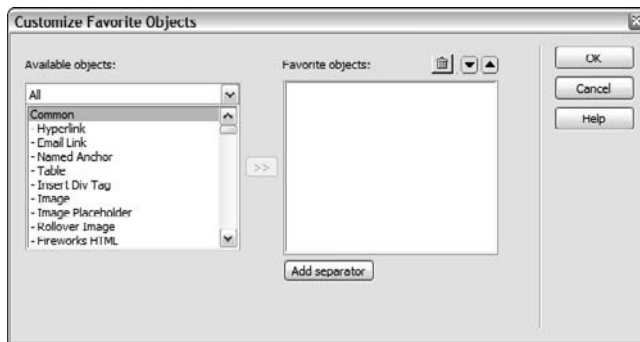 Customize Favorite Objects
Available objects:
Favorite objects:
All
Common
- Hyperlink
- Email Link
- Named Anchor
- Table
- Insert Div Tag
- Image
- Image Placeholder
- Rollover Image
- Fireworks HTML
>>
Add separator
OK
Cancel
Help